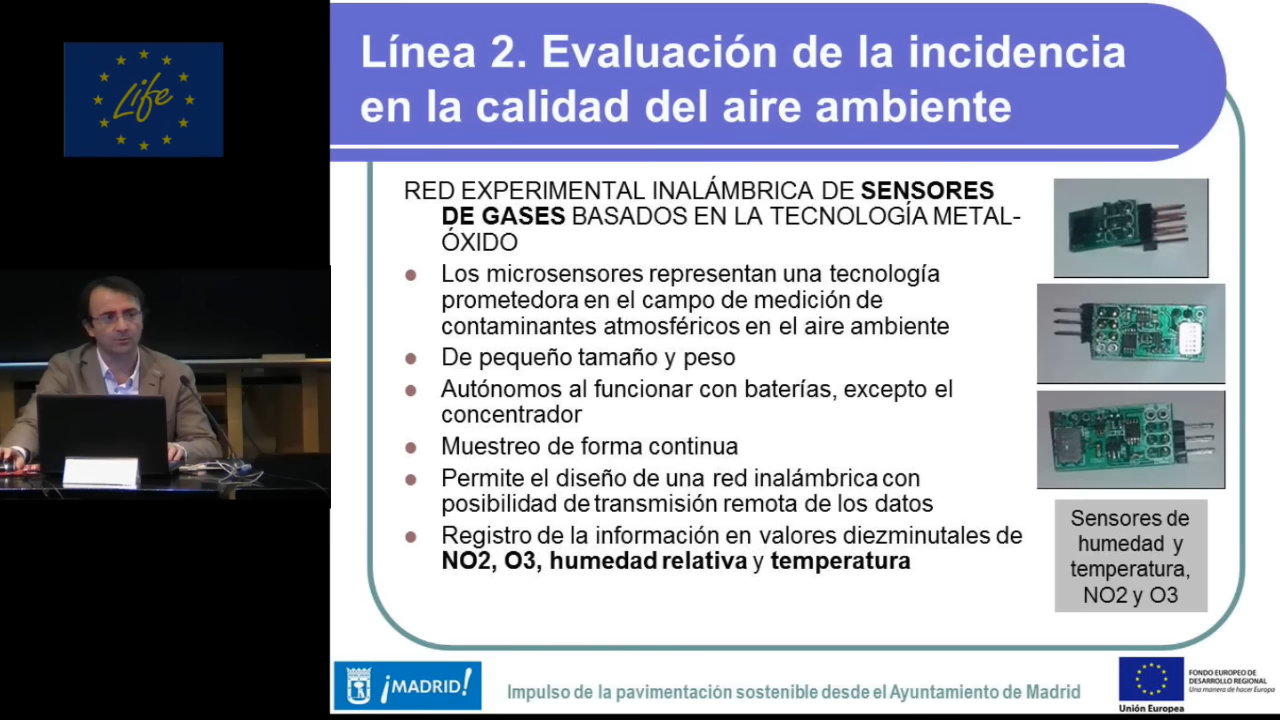 Life
Línea 2. Evaluación de la incidencia
en la calidad del aire ambiente
RED EXPERIMENTAL INALÁMBRICA DE SENSORES
DE GASES BASADOS EN LA TECNOLOGÍA METAL-
ÓXIDO
Los microsensores representan una tecnología
prometedora en el campo de medición de
contaminantes atmosféricos en el aire ambiente
De pequeño tamaño y peso
Autónomos al funcionar con baterías, excepto el
concentrador
Muestreo de forma continua
Permite el diseño de una red inalámbrica con
posibilidad de transmisión remota de los datos
Registro de la información en valores diezminutales de
NO2, O3, humedad relativa y temperatura
Sensores de
humedad y
temperatura,
NO2 y O3
¡MADRID!
Impulso de la pavimentación sostenible desde el Ayuntamiento de Madrid
Unión Europea
FONDO EUROPEO DE
DESARROLLO REGIONAL
Una manera de hacer Europa